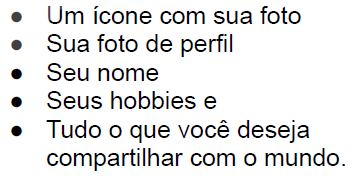 ● Um ícone com sua foto
● Sua foto de perfil
● Seu nome
● Seus hobbies e
● Tudo o que você deseja
compartilhar com o mundo.